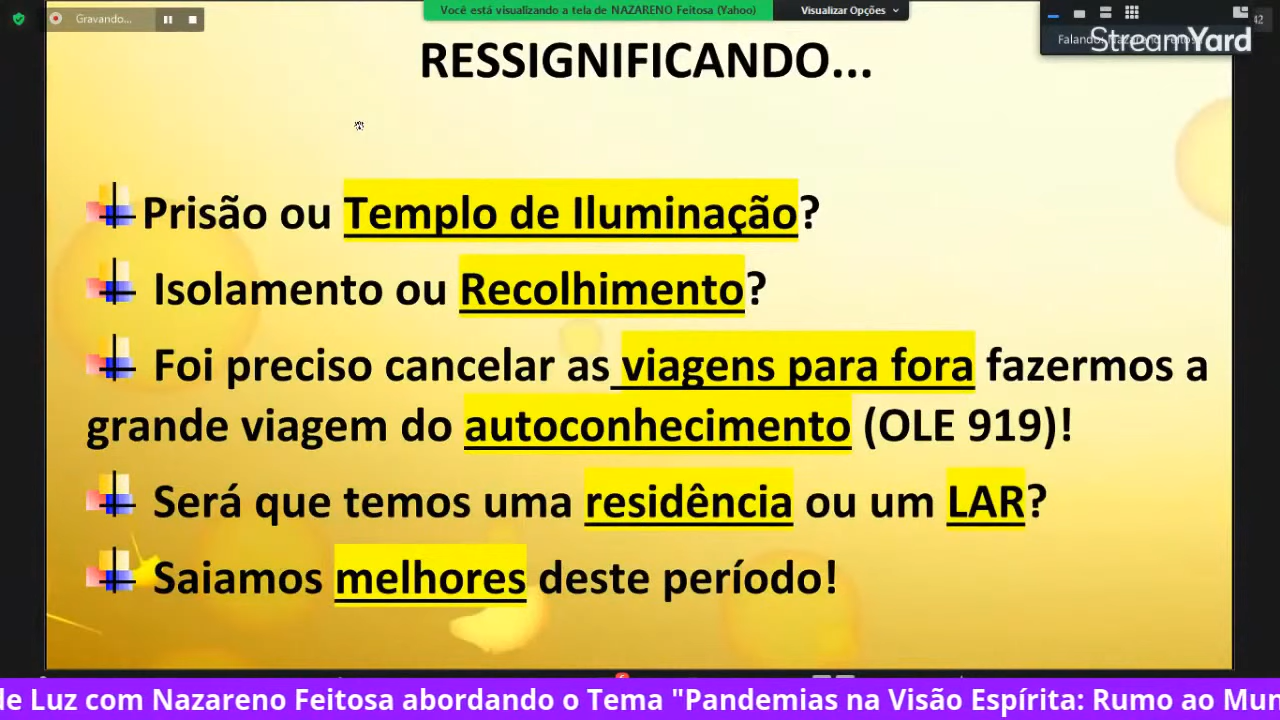 Gravando...
Você está visualizando a tela de NAZARENO Feitosa (Yahoo)
Visualizar Opções
42
StreamYard
RESSIGNIFICANDO...
Prisão ou Templo de Iluminação?
Isolamento ou Recolhimento?
Foi preciso cancelar as viagens para fora fazermos a
grande viagem do autoconhecimento (OLE 919)!
Será que temos uma residência ou um LAR?
Saiamos melhores deste período!
de Luz com Nazareno Feitosa abordando o Tema "Pandemias na Visão Espírita: Rumo ao Mun